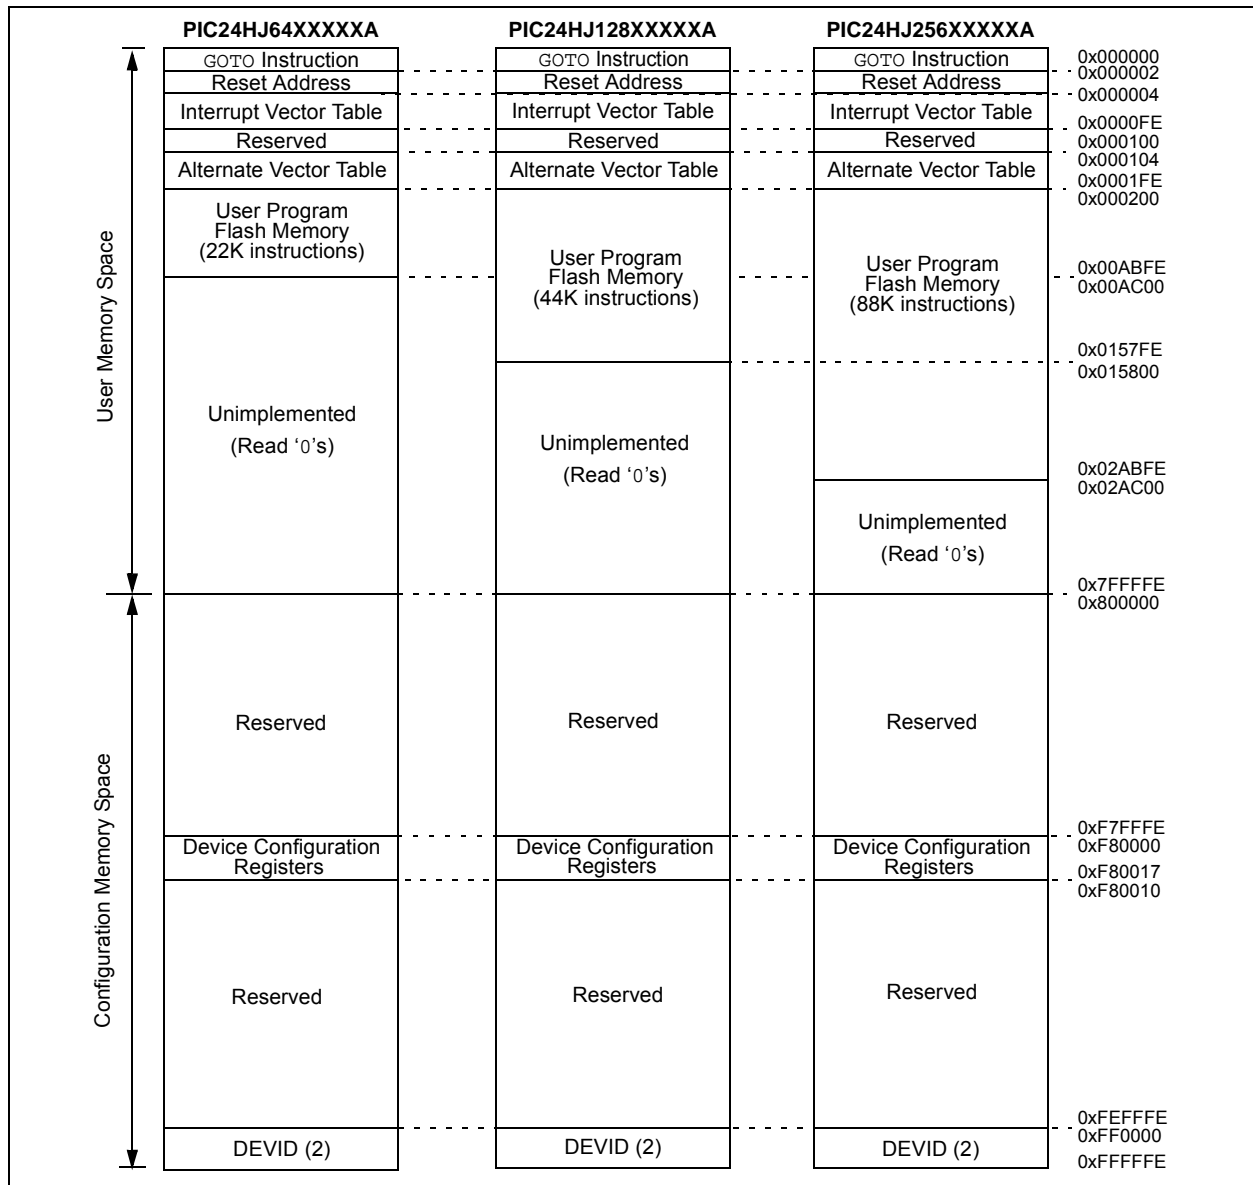 PIC24HJ64XXXXXA PIC24HJ128XXXXXA PIC24HJ256XXXXXA
GOTO Instruction GOTO Instruction GOTO Instruction 0x000000
0x000002
Reset Address Reset Address Reset Address
0x000004
Interrupt Vector Table Interrupt Vector Table Interrupt Vector Table
0x0000FE
Reserved Reserved Reserved 0x000100
0x000104
Alternate Vector Table Alternate Vector Table Alternate Vector Table
0x0001FE
0x000200
User Program
Flash Memory
(22K instructions)
User Program
Flash Memory
(44K instructions)
User Program
Flash Memory
(88K instructions)
0x00ABFE
0x00AC00
0x0157FE
0x015800
User Memory Space
Unimplemented
(Read ‘0’s)
Unimplemented
(Read ‘0’s)
0x02ABFE
0x02AC00
Unimplemented
(Read ‘0’s)
0x7FFFFE
0x800000
Reserved Reserved Reserved
Configuration Memory Space
0xF7FFFE
0xF80000
Device Configuration
Registers
Device Configuration
Registers
Device Configuration
Registers
0xF80017
0xF80010
Reserved Reserved Reserved
0xFEFFFE
0xFF0000
DEVID (2) DEVID (2) DEVID (2)
0xFFFFFE